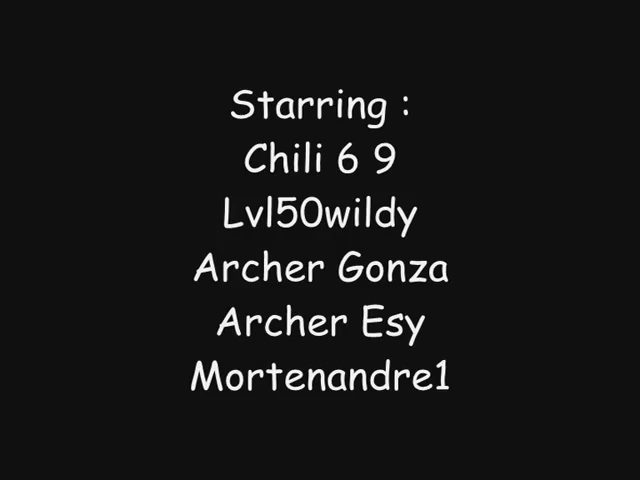 Starring :
Chili 6 9
Lvl50wildy
Archer Gonza
Archer Esy
Mortenandre1